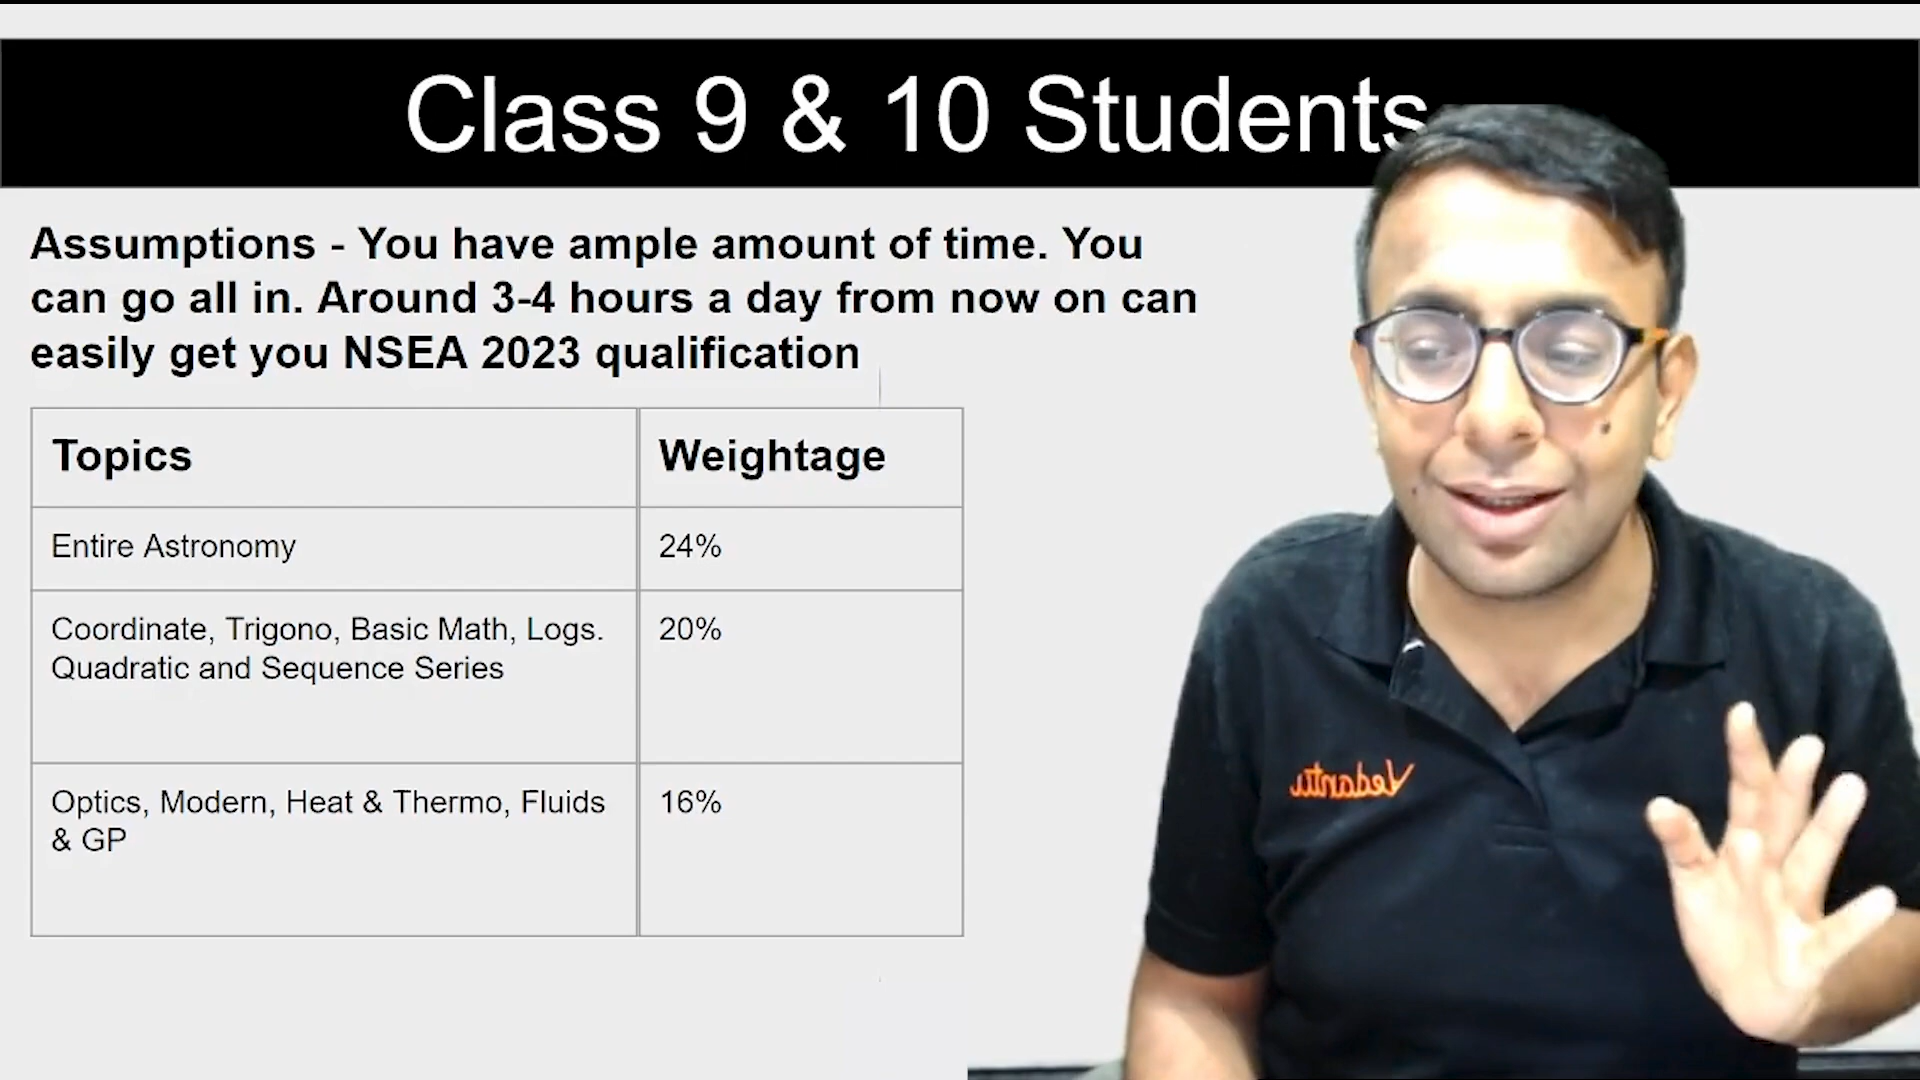 Class 9 & 10 Students
Assumptions - You have ample amount of time. You
can go all in. Around 3-4 hours a day from now on can
easily get you NSEA 2023 qualification
Topics
Weightage
Entire Astronomy
24%
Coordinate, Trigono, Basic Math, Logs.
Quadratic and Sequence Series
20%
Optics, Modern, Heat & Thermo, Fluids
& GP
16%
Vedantu